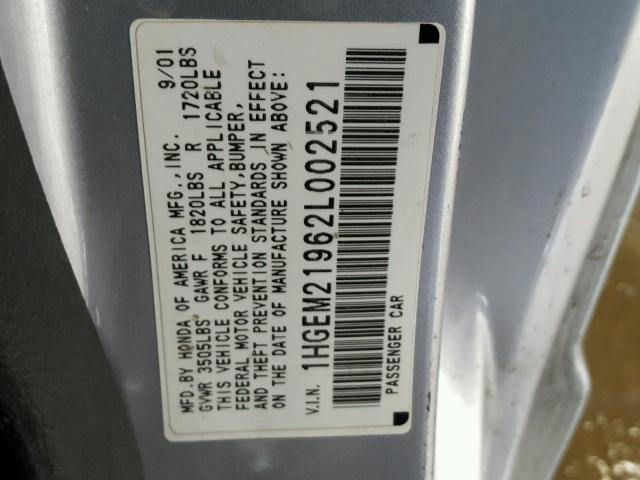 MFD.BY HONDA OF AMERICA MFG.,INC. 9/01
GVWR 3505LBS GAWR F 1820LBS R 1720LBS
THIS VEHICLE CONFORMS TO ALL APPLICABLE
FEDERAL MOTOR VEHICLE SAFETY,BUMPER,
AND THEFT PREVENTION STANDARDS IN EFFECT
ON THE DATE OF MANUFACTURE SHOWN ABOVE:
V.I.N. 1HGEM21962L002521
PASSENGER CAR